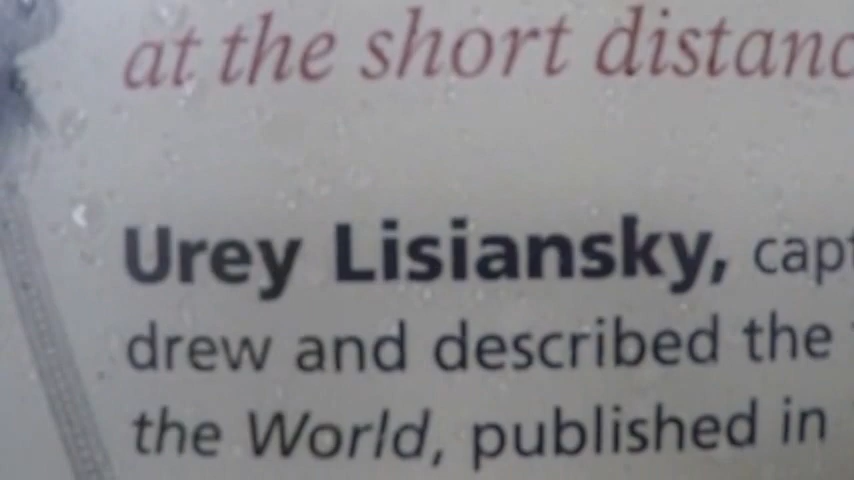 at the short distanc
Urey Lisiansky, capt
drew and described the
the World, published in